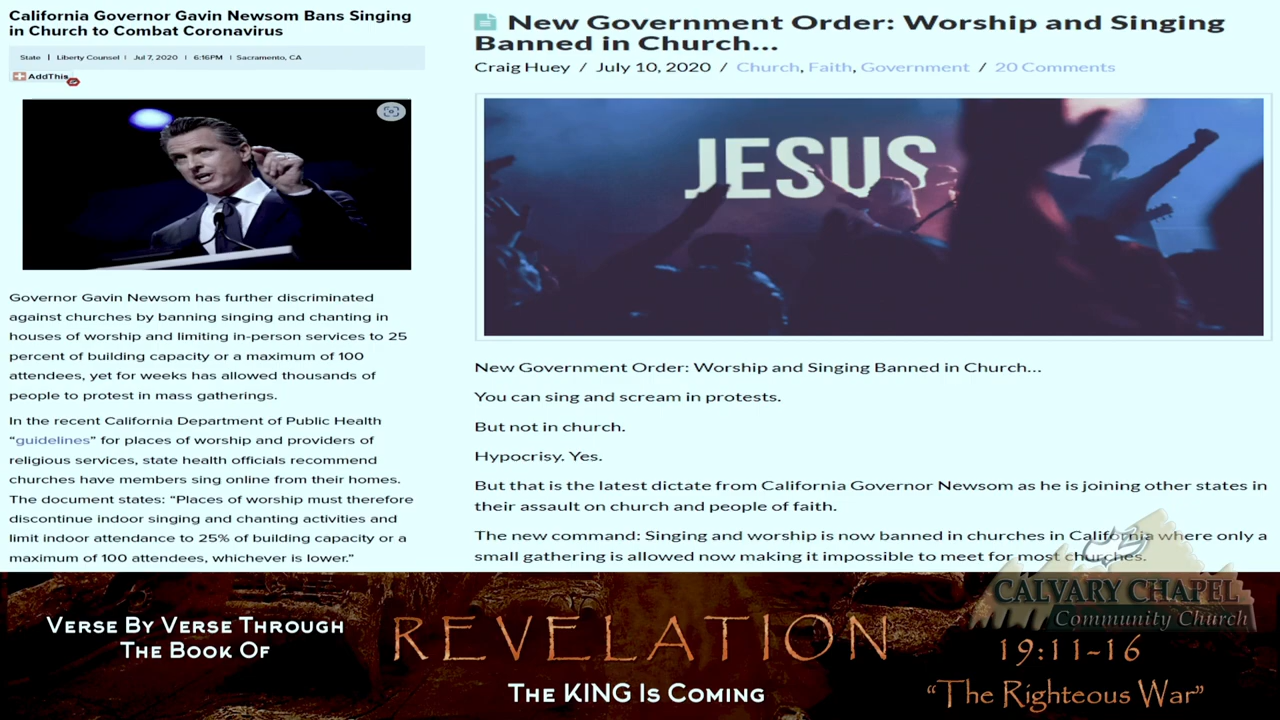 California Governor Gavin Newsom Bans Singing
in Church to Combat Coronavirus
State | Liberty Counsel | Jul 7, 2020 | 6:16PM | Sacramento, CA
AddThis
Governor Gavin Newsom has further discriminated
against churches by banning singing and chanting in
houses of worship and limiting in-person services to 25
percent of building capacity or a maximum of 100
attendees, yet for weeks has allowed thousands of
people to protest in mass gatherings.
In the recent California Department of Public Health
“guidelines” for places of worship and providers of
religious services, state health officials recommend
churches have members sing online from their homes.
The document states: “Places of worship must therefore
discontinue indoor singing and chanting activities and
limit indoor attendance to 25% of building capacity or a
maximum of 100 attendees, whichever is lower.”
New Government Order: Worship and Singing
Banned in Church...
Craig Huey / July 10, 2020 / Church, Faith, Government / 20 Comments
JESUS
New Government Order: Worship and Singing Banned in Church...
You can sing and scream in protests.
But not in church.
Hypocrisy. Yes.
But that is the latest dictate from California Governor Newsom as he is joining other states in
their assault on church and people of faith.
The new command: Singing and worship is now banned in churches in California where only a
small gathering is allowed now making it impossible to meet for most churches.
VERSE BY VERSE THROUGH
THE BOOK OF
REVELATION
THE KING IS COMING
CALVARY CHAPEL
Community Church
19:11-16
“The Righteous War”